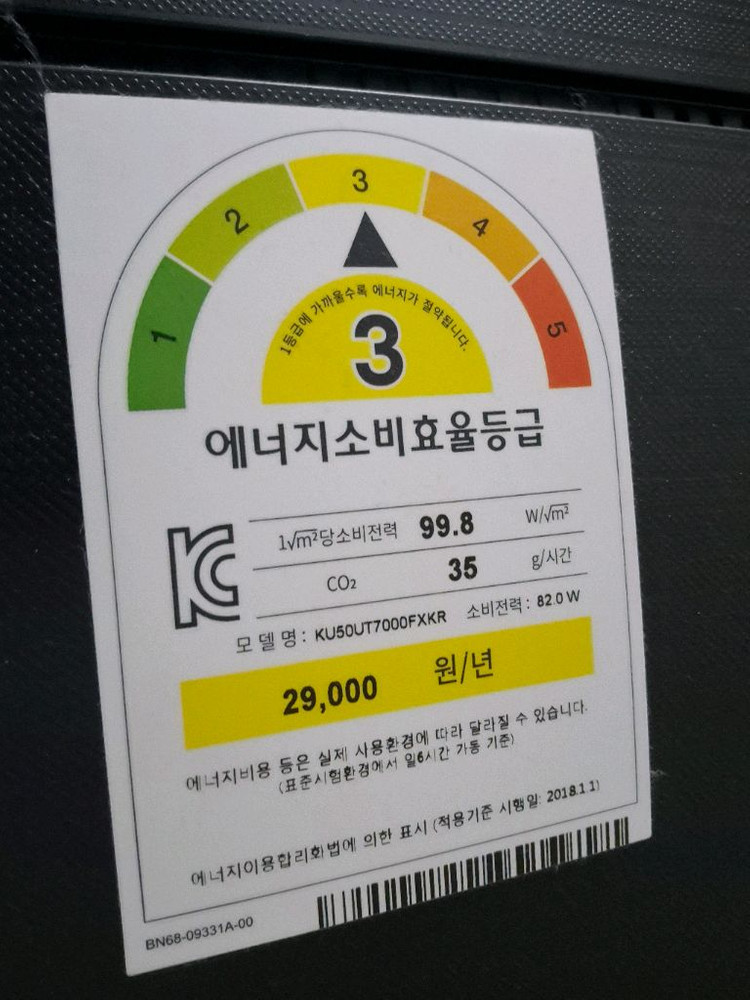 1 2 3 4 5
1등급에 가까울수록 에너지가 절약됩니다.
3
에너지소비효율등급
1√m²당소비전력 99.8 W/√m²
CO₂ 35 g/시간
모델명: KU50UT7000FXKR 소비전력: 82.0 W
29,000 원/년
에너지비용 등은 실제 사용환경에 따라 달라질 수 있습니다.
(표준시험환경에서 일6시간 가동 기준)
에너지이용합리화법에 의한 표시 (적용기준 시행일: 2018.1.1)
BN68-09331A-00